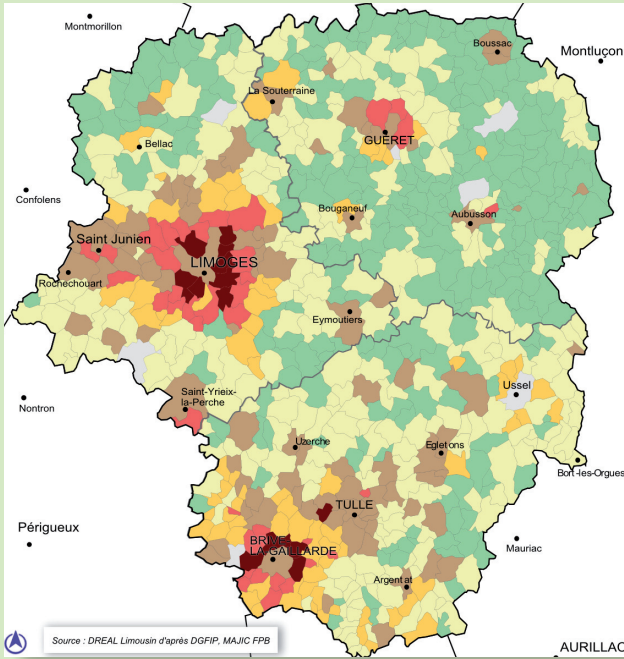 Montmorillon
Boussac
Montluçon
La Souterraine
GUÉRET
Bellac
Confolens
Bouganeuf
Aubusson
Saint Junien
LIMOGES
Rochechouart
Eymoutiers
Ussel
Saint-Yrieix-
la-Perche
Nontron
Uzerche
Egletons
Bort-les-Orgues
TULLE
Périgueux
BRIVE
LA GAILLARDE
Mauriac
Argentat
Source : DREAL Limousin d'après DGFIP, MAJIC FPB
AURILLAC